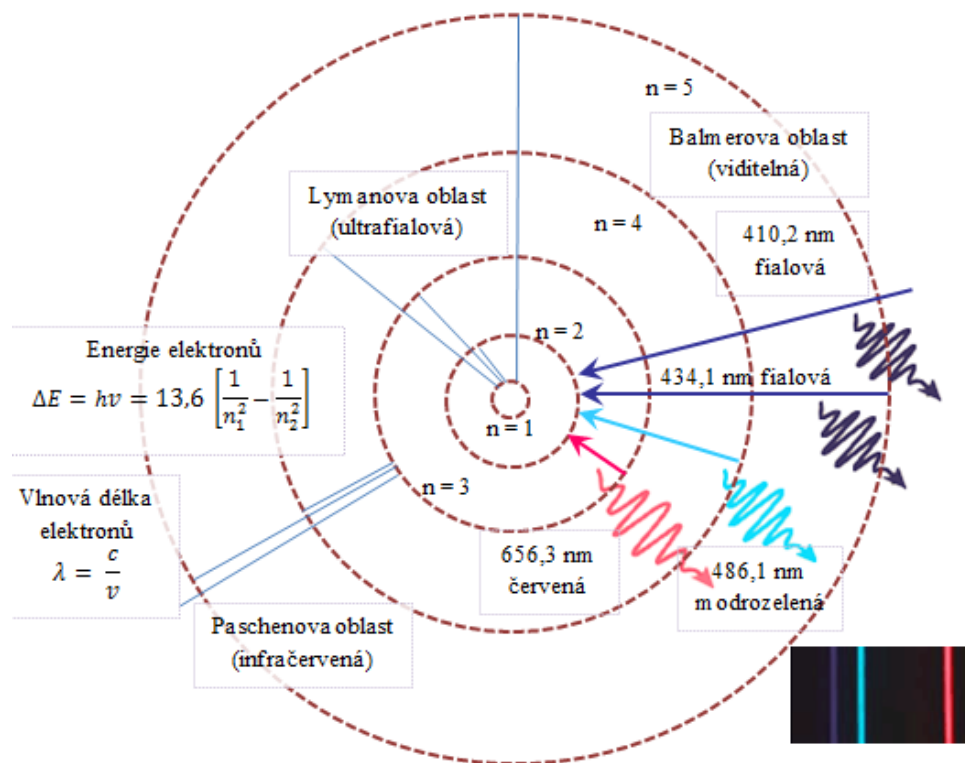 n = 5
Balmerova oblast
(viditelná)
Lymanova oblast
(ultrafialová)
n = 4
410,2 nm
fialová
n = 2
Energie elektronů
ΔE = hv = 13,6 [1/n₁² − 1/n₂²]
434,1 nm fialová
n = 1
n = 3
Vlnová délka
elektronů
λ = c/v
656,3 nm
červená
486,1 nm
modrozelená
Paschenova oblast
(infračervená)